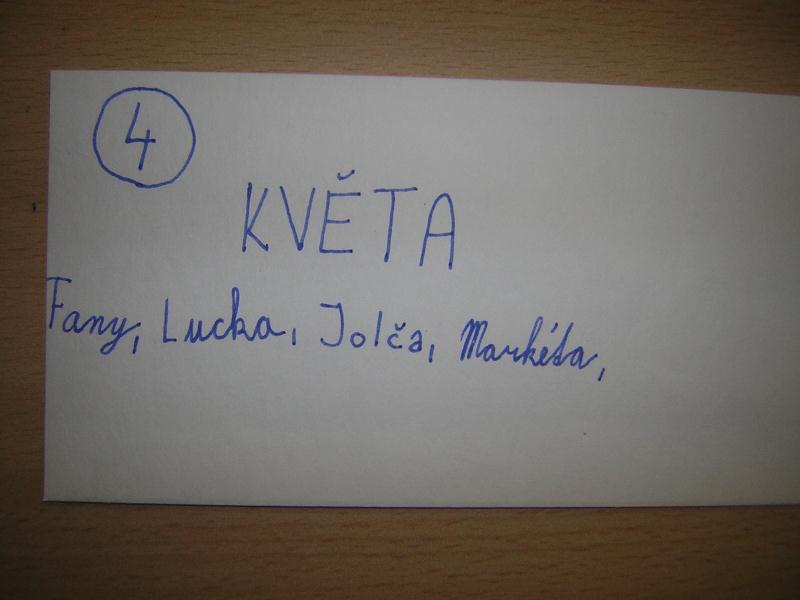 4
KVĚTA
Fany, Lucka, Jolča, Markéta,